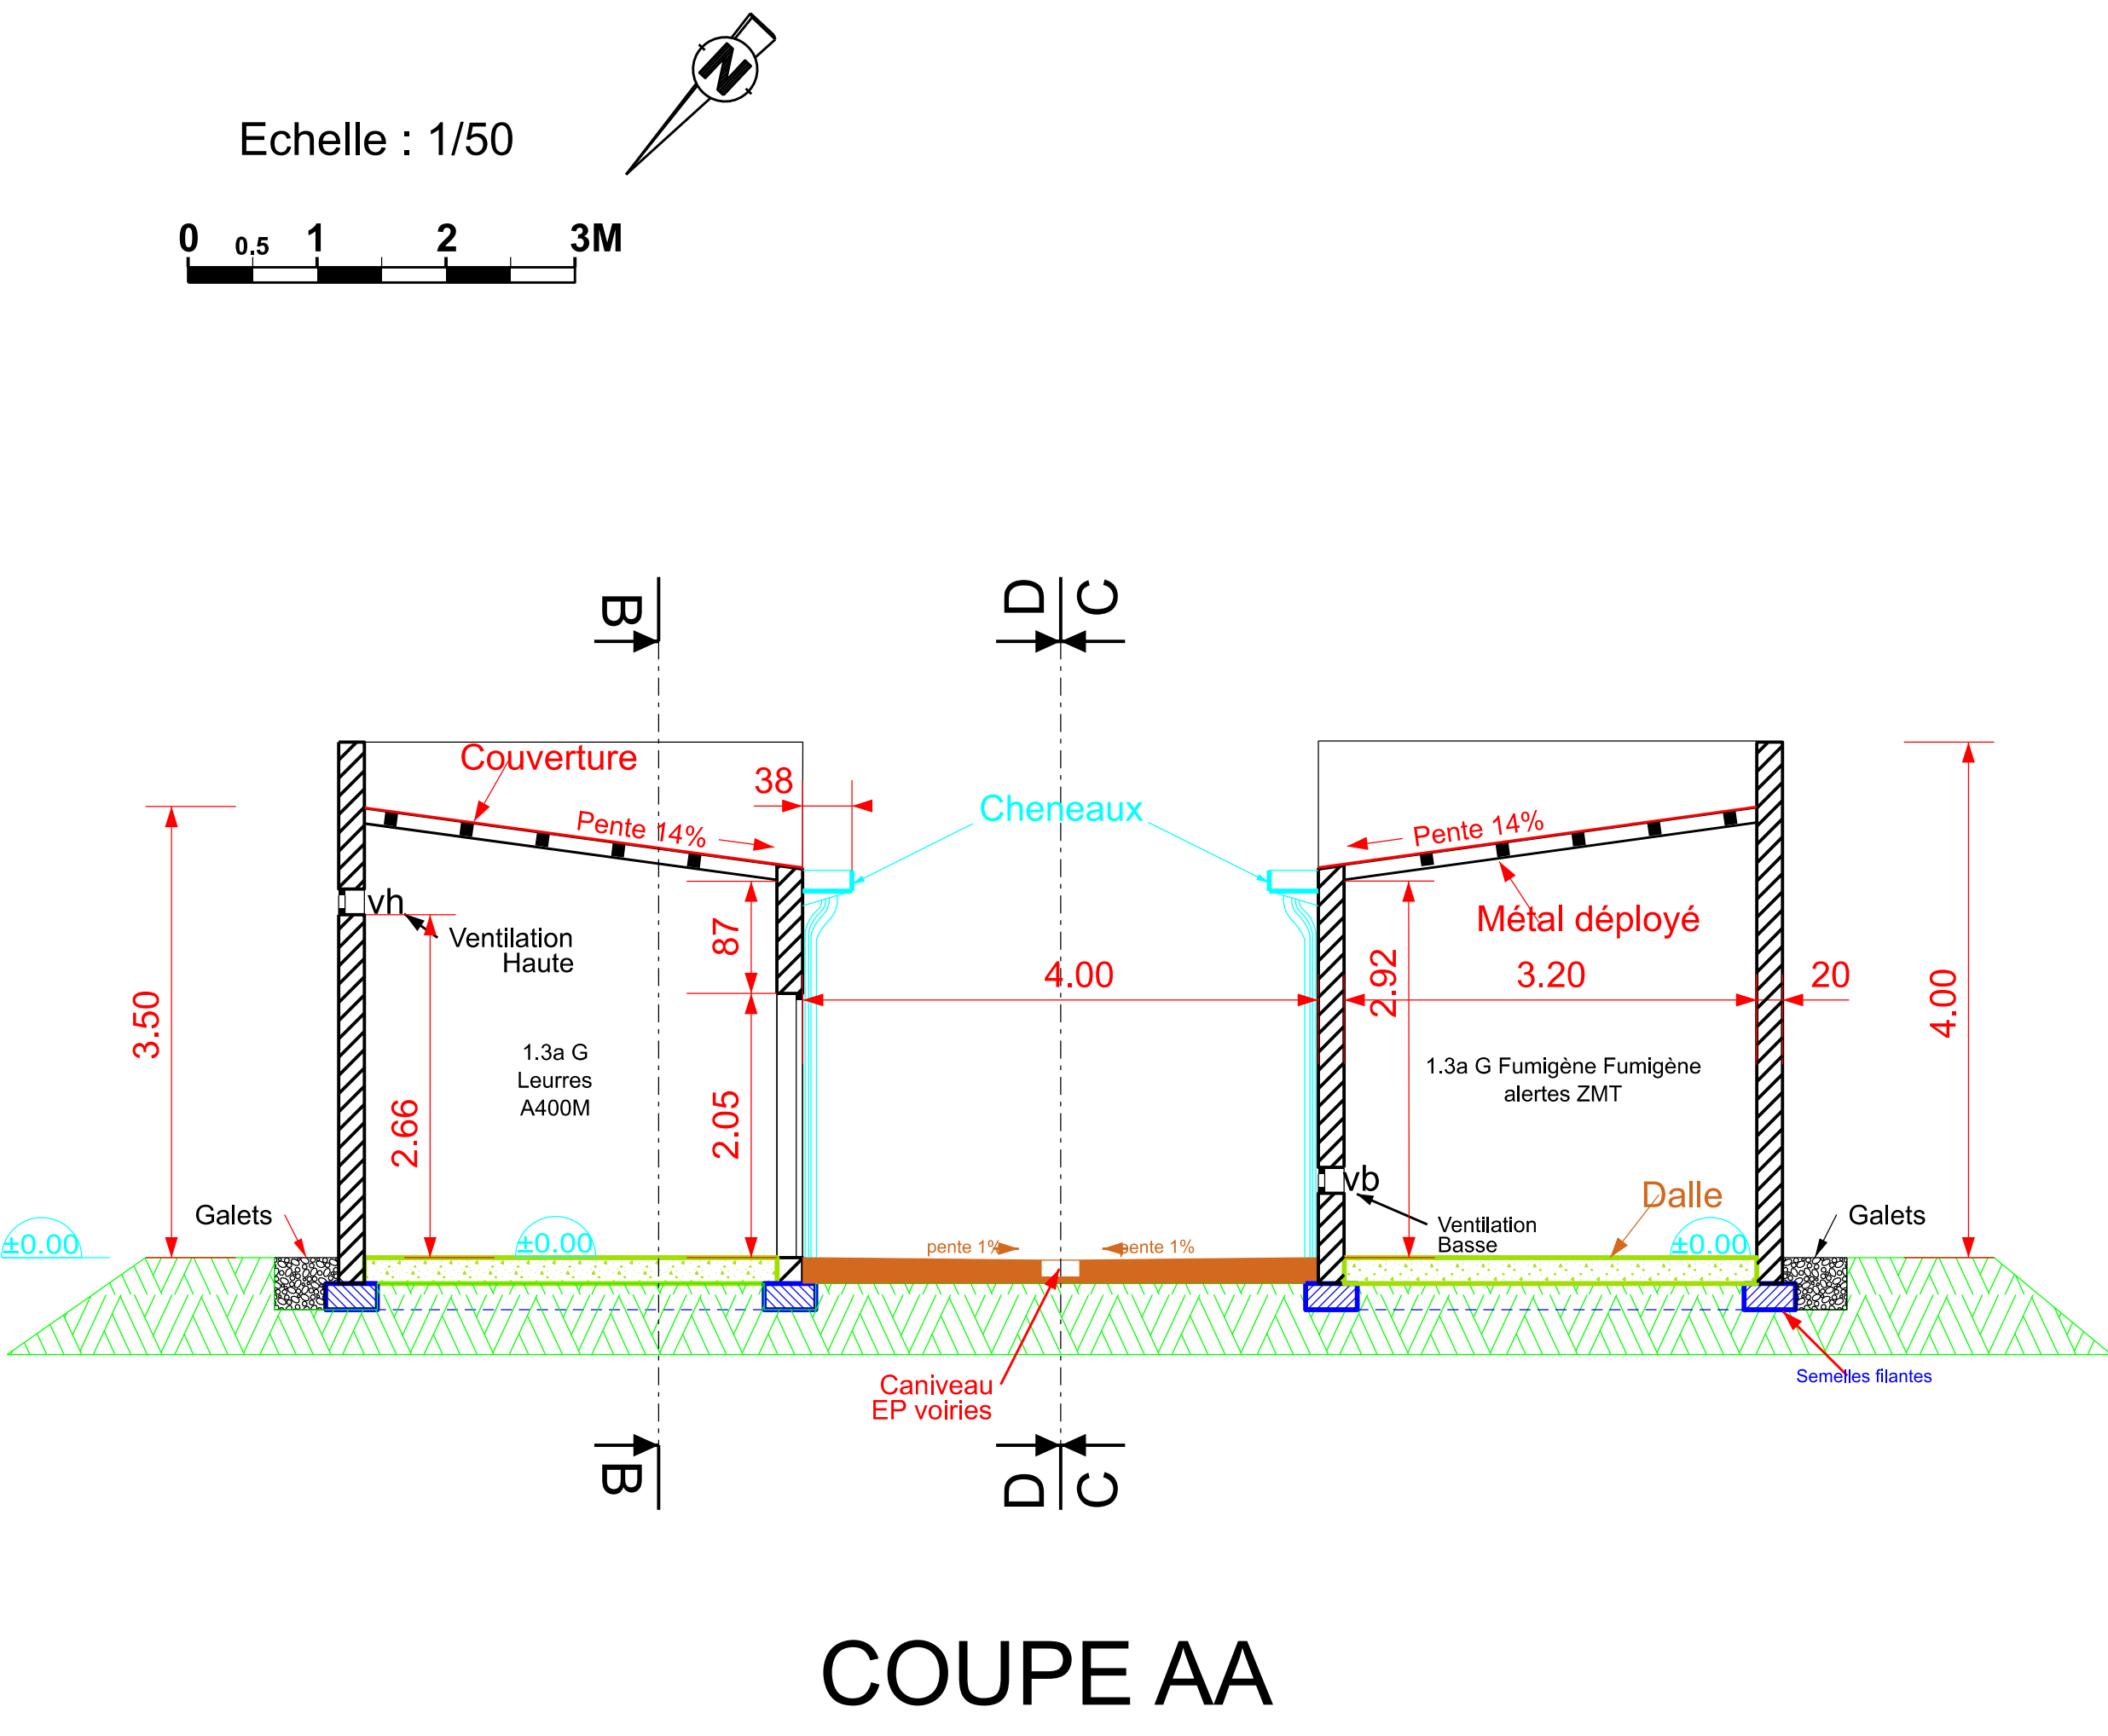 N
Echelle : 1/50
0 0.5 1 2 3M
B
D C
Couverture
38
Pente 14%
Cheneaux
Pente 14%
vh
Ventilation
Haute
87
Métal déployé
4.00
2.92
3.20
20
3.50
4.00
1.3a G
Leurres
A400M
2.66
2.05
1.3a G Fumigène Fumigène
alertes ZMT
vb
Dalle
Galets
Ventilation
Basse
Galets
±0.00
±0.00
pente 1%
pente 1%
±0.00
Caniveau
EP voiries
Semelles filantes
B
D C
COUPE AA